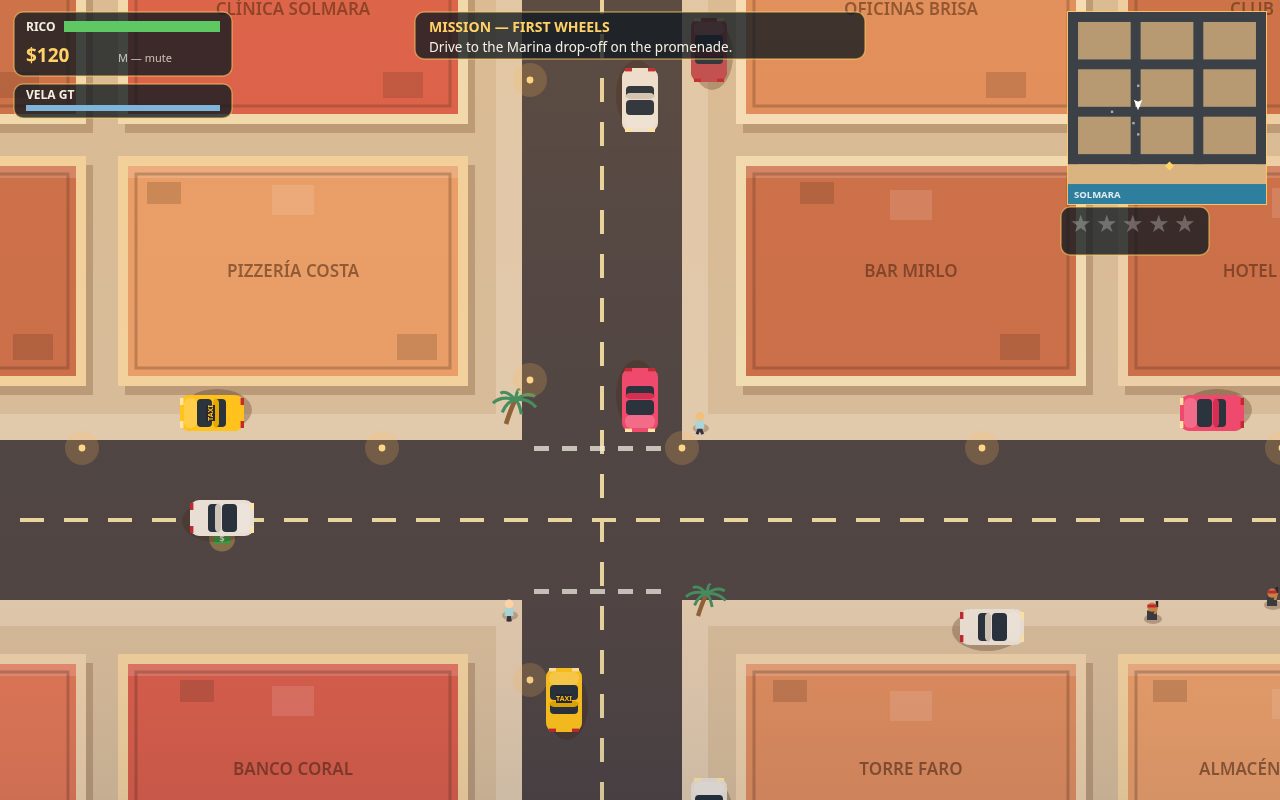 CLÍNICA SOLMARA
OFICINAS BRISA
CLUB
RICO
$120
M — mute
VELA GT
MISSION — FIRST WHEELS
Drive to the Marina drop-off on the promenade.
SOLMARA
PIZZERÍA COSTA
BAR MIRLO
HOTEL
TAXI
$
TAXI
BANCO CORAL
TORRE FARO
ALMACÉN